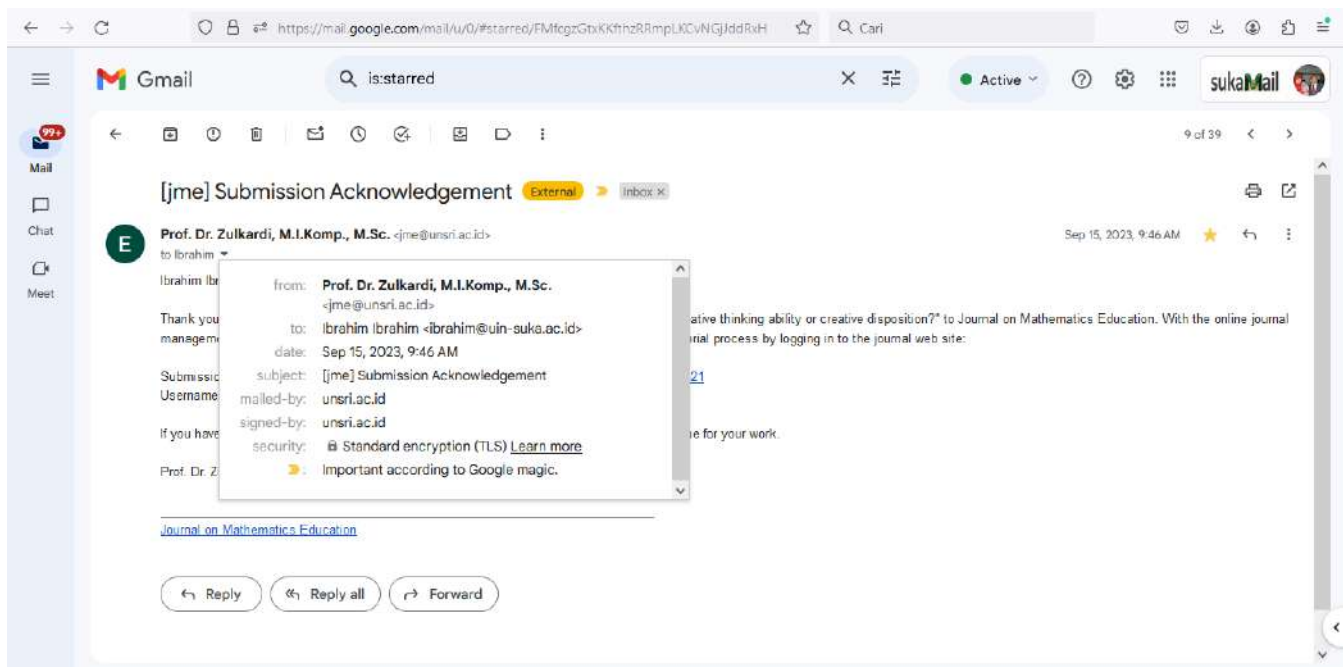 https://mail.google.com/mail/u/0/#starred/FMfcgzGtxKKfthzRRmpLKCvNGjJddRxH
Cari
Gmail
is:starred
Active
sukaMail
99+
Mail
Chat
Meet
9 of 39
[jme] Submission Acknowledgement External Inbox ×
E
Prof. Dr. Zulkardi, M.I.Komp., M.Sc. <jme@unsri.ac.id>
Sep 15, 2023, 9:46 AM
to Ibrahim
Ibrahim Ibr
from: Prof. Dr. Zulkardi, M.I.Komp., M.Sc.
<jme@unsri.ac.id>
to: Ibrahim Ibrahim <ibrahim@uin-suka.ac.id>
date: Sep 15, 2023, 9:46 AM
subject: [jme] Submission Acknowledgement
mailed-by: unsri.ac.id
signed-by: unsri.ac.id
security: Standard encryption (TLS) Learn more
: Important according to Google magic.
Thank you ative thinking ability or creative disposition?" to Journal on Mathematics Education. With the online journal
managem rial process by logging in to the journal web site:
Submissio 21
Username
If you have e for your work.
Prof. Dr. Z
Journal on Mathematics Education
Reply
Reply all
Forward